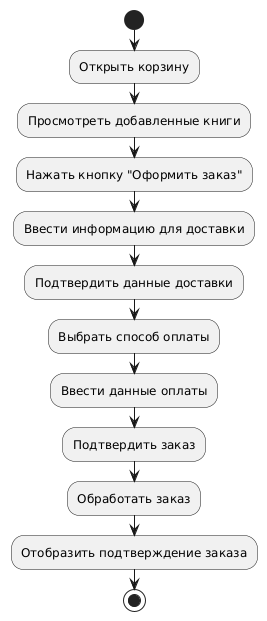 Открыть корзину
Просмотреть добавленные книги
Нажать кнопку "Оформить заказ"
Ввести информацию для доставки
Подтвердить данные доставки
Выбрать способ оплаты
Ввести данные оплаты
Подтвердить заказ
Обработать заказ
Отобразить подтверждение заказа